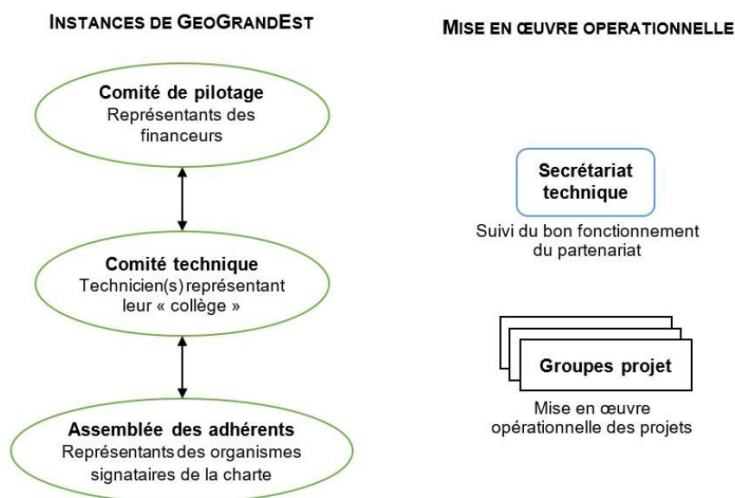 INSTANCES DE GEOGRANDEST
Comité de pilotage
Représentants des
financeurs
Comité technique
Technicien(s) représentant
leur « collège »
Assemblée des adhérents
Représentants des organismes
signataires de la charte
MISE EN ŒUVRE OPERATIONNELLE
Secrétariat
technique
Suivi du bon fonctionnement
du partenariat
Groupes projet
Mise en œuvre
opérationnelle des projets